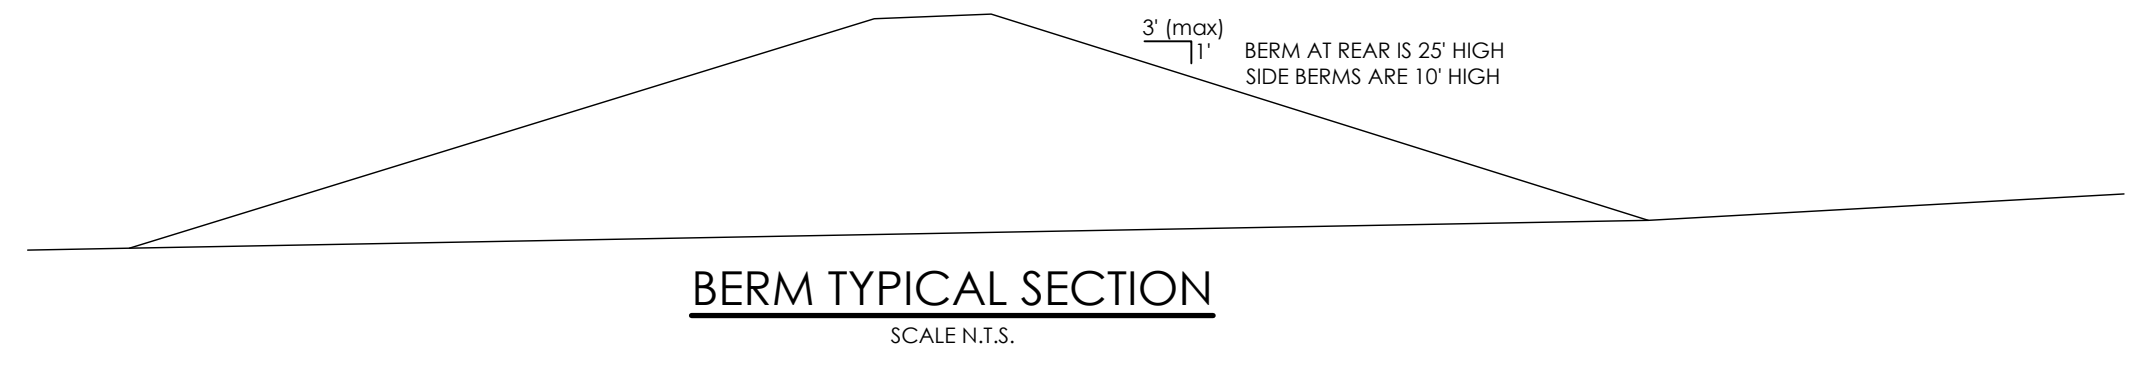 3' (max)
1'
BERM AT REAR IS 25' HIGH
SIDE BERMS ARE 10' HIGH
BERM TYPICAL SECTION
SCALE N.T.S.